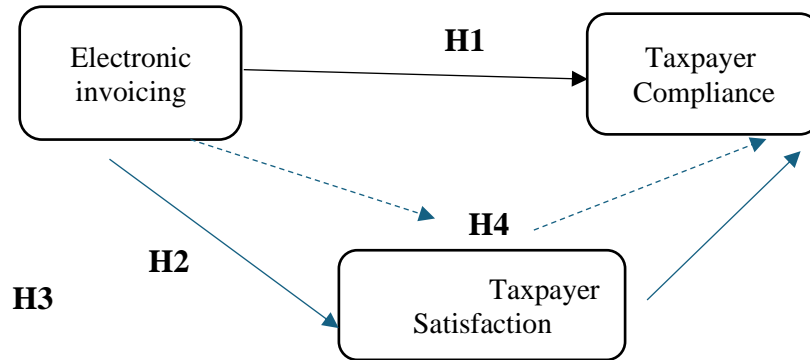 H1
Electronic
invoicing
Taxpayer
Compliance
H4
H2
H3
Taxpayer
Satisfaction